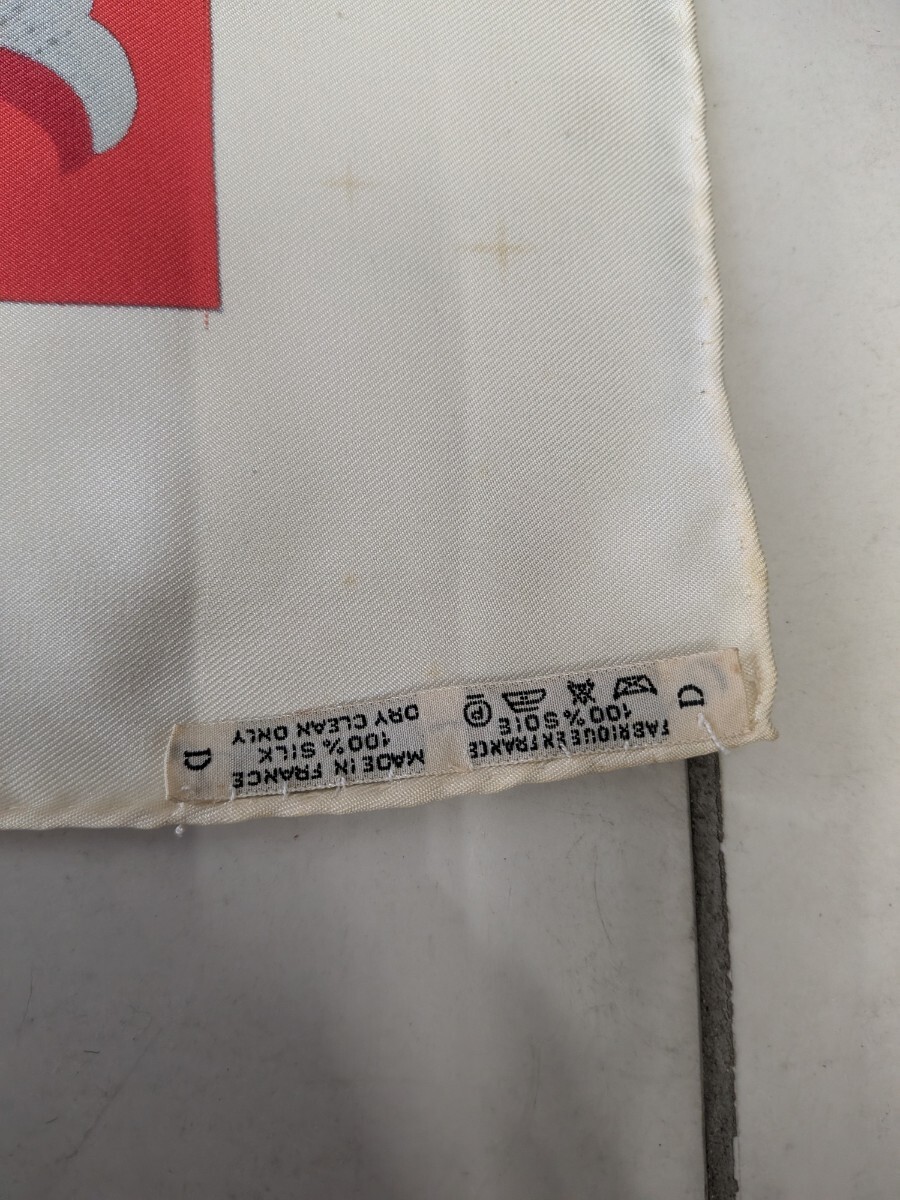 D
FABRIQUE EN FRANCE
100% SOIE
MADE IN FRANCE
100% SILK
DRY CLEAN ONLY
D